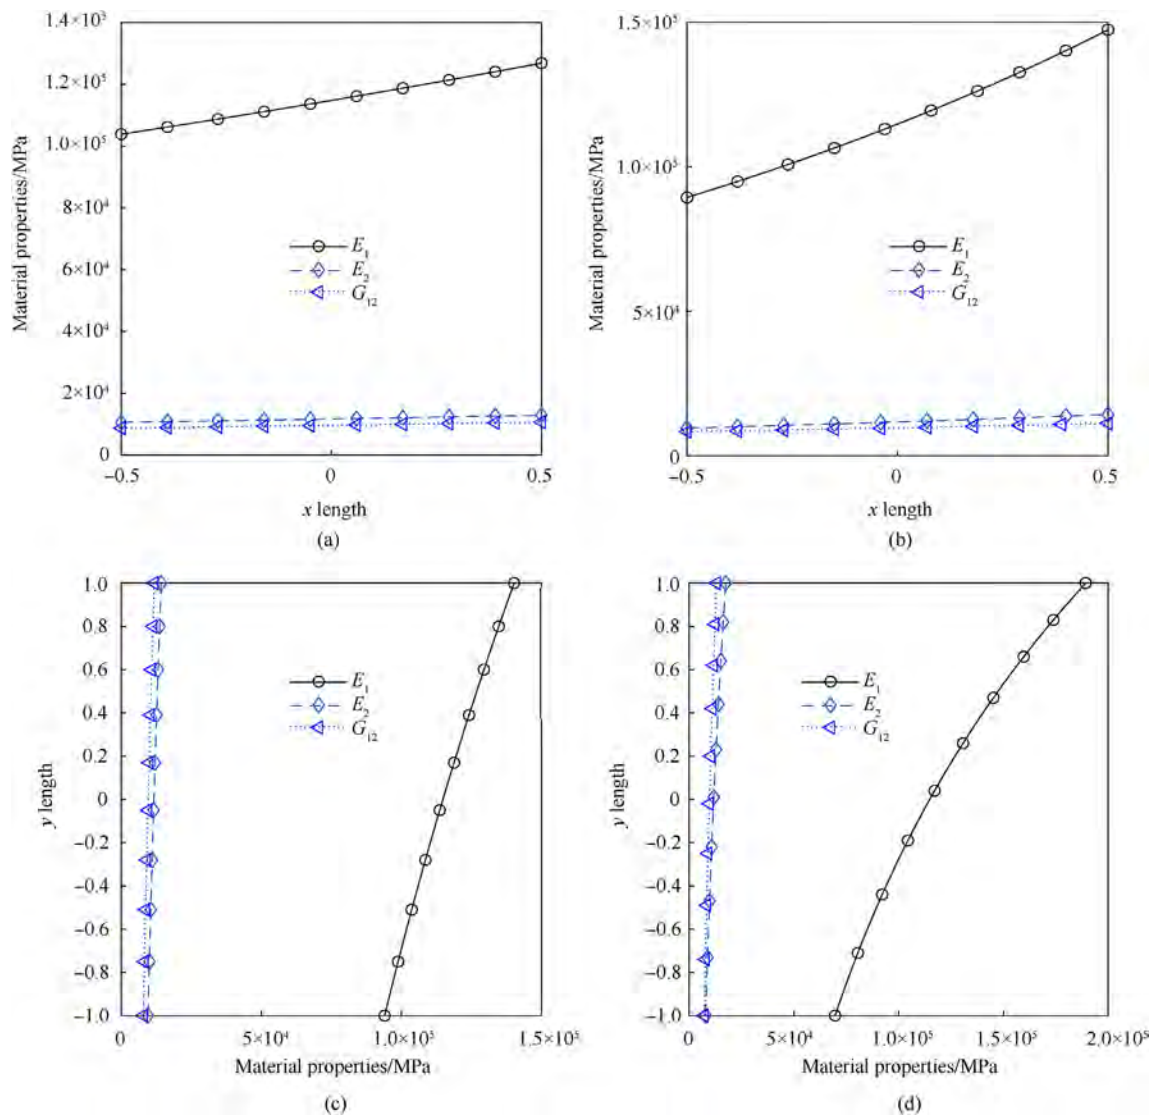 1.4×10⁵
1.2×10⁵
1.0×10⁵
8×10⁴
6×10⁴
4×10⁴
2×10⁴
0
Material properties/MPa
E₁
E₂
G₁₂
−0.5 0 0.5
x length
(a)
1.5×10⁵
1.0×10⁵
5×10⁴
0
Material properties/MPa
E₁
E₂
G₁₂
−0.5 0 0.5
x length
(b)
1.0
0.8
0.6
0.4
0.2
0
−0.2
−0.4
−0.6
−0.8
−1.0
y length
E₁
E₂
G₁₂
0 5×10⁴ 1.0×10⁵ 1.5×10⁵
Material properties/MPa
(c)
1.0
0.8
0.6
0.4
0.2
0
−0.2
−0.4
−0.6
−0.8
−1.0
y length
E₁
E₂
G₁₂
0 5×10⁴ 1.0×10⁵ 1.5×10⁵ 2.0×10⁵
Material properties/MPa
(d)